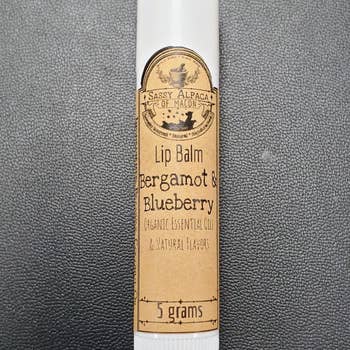 SASSY ALPACA
OF MACON
Lip Balm
Bergamot &
Blueberry
ORGANIC ESSENTIAL OILS
& NATURAL FLAVORS
5 grams